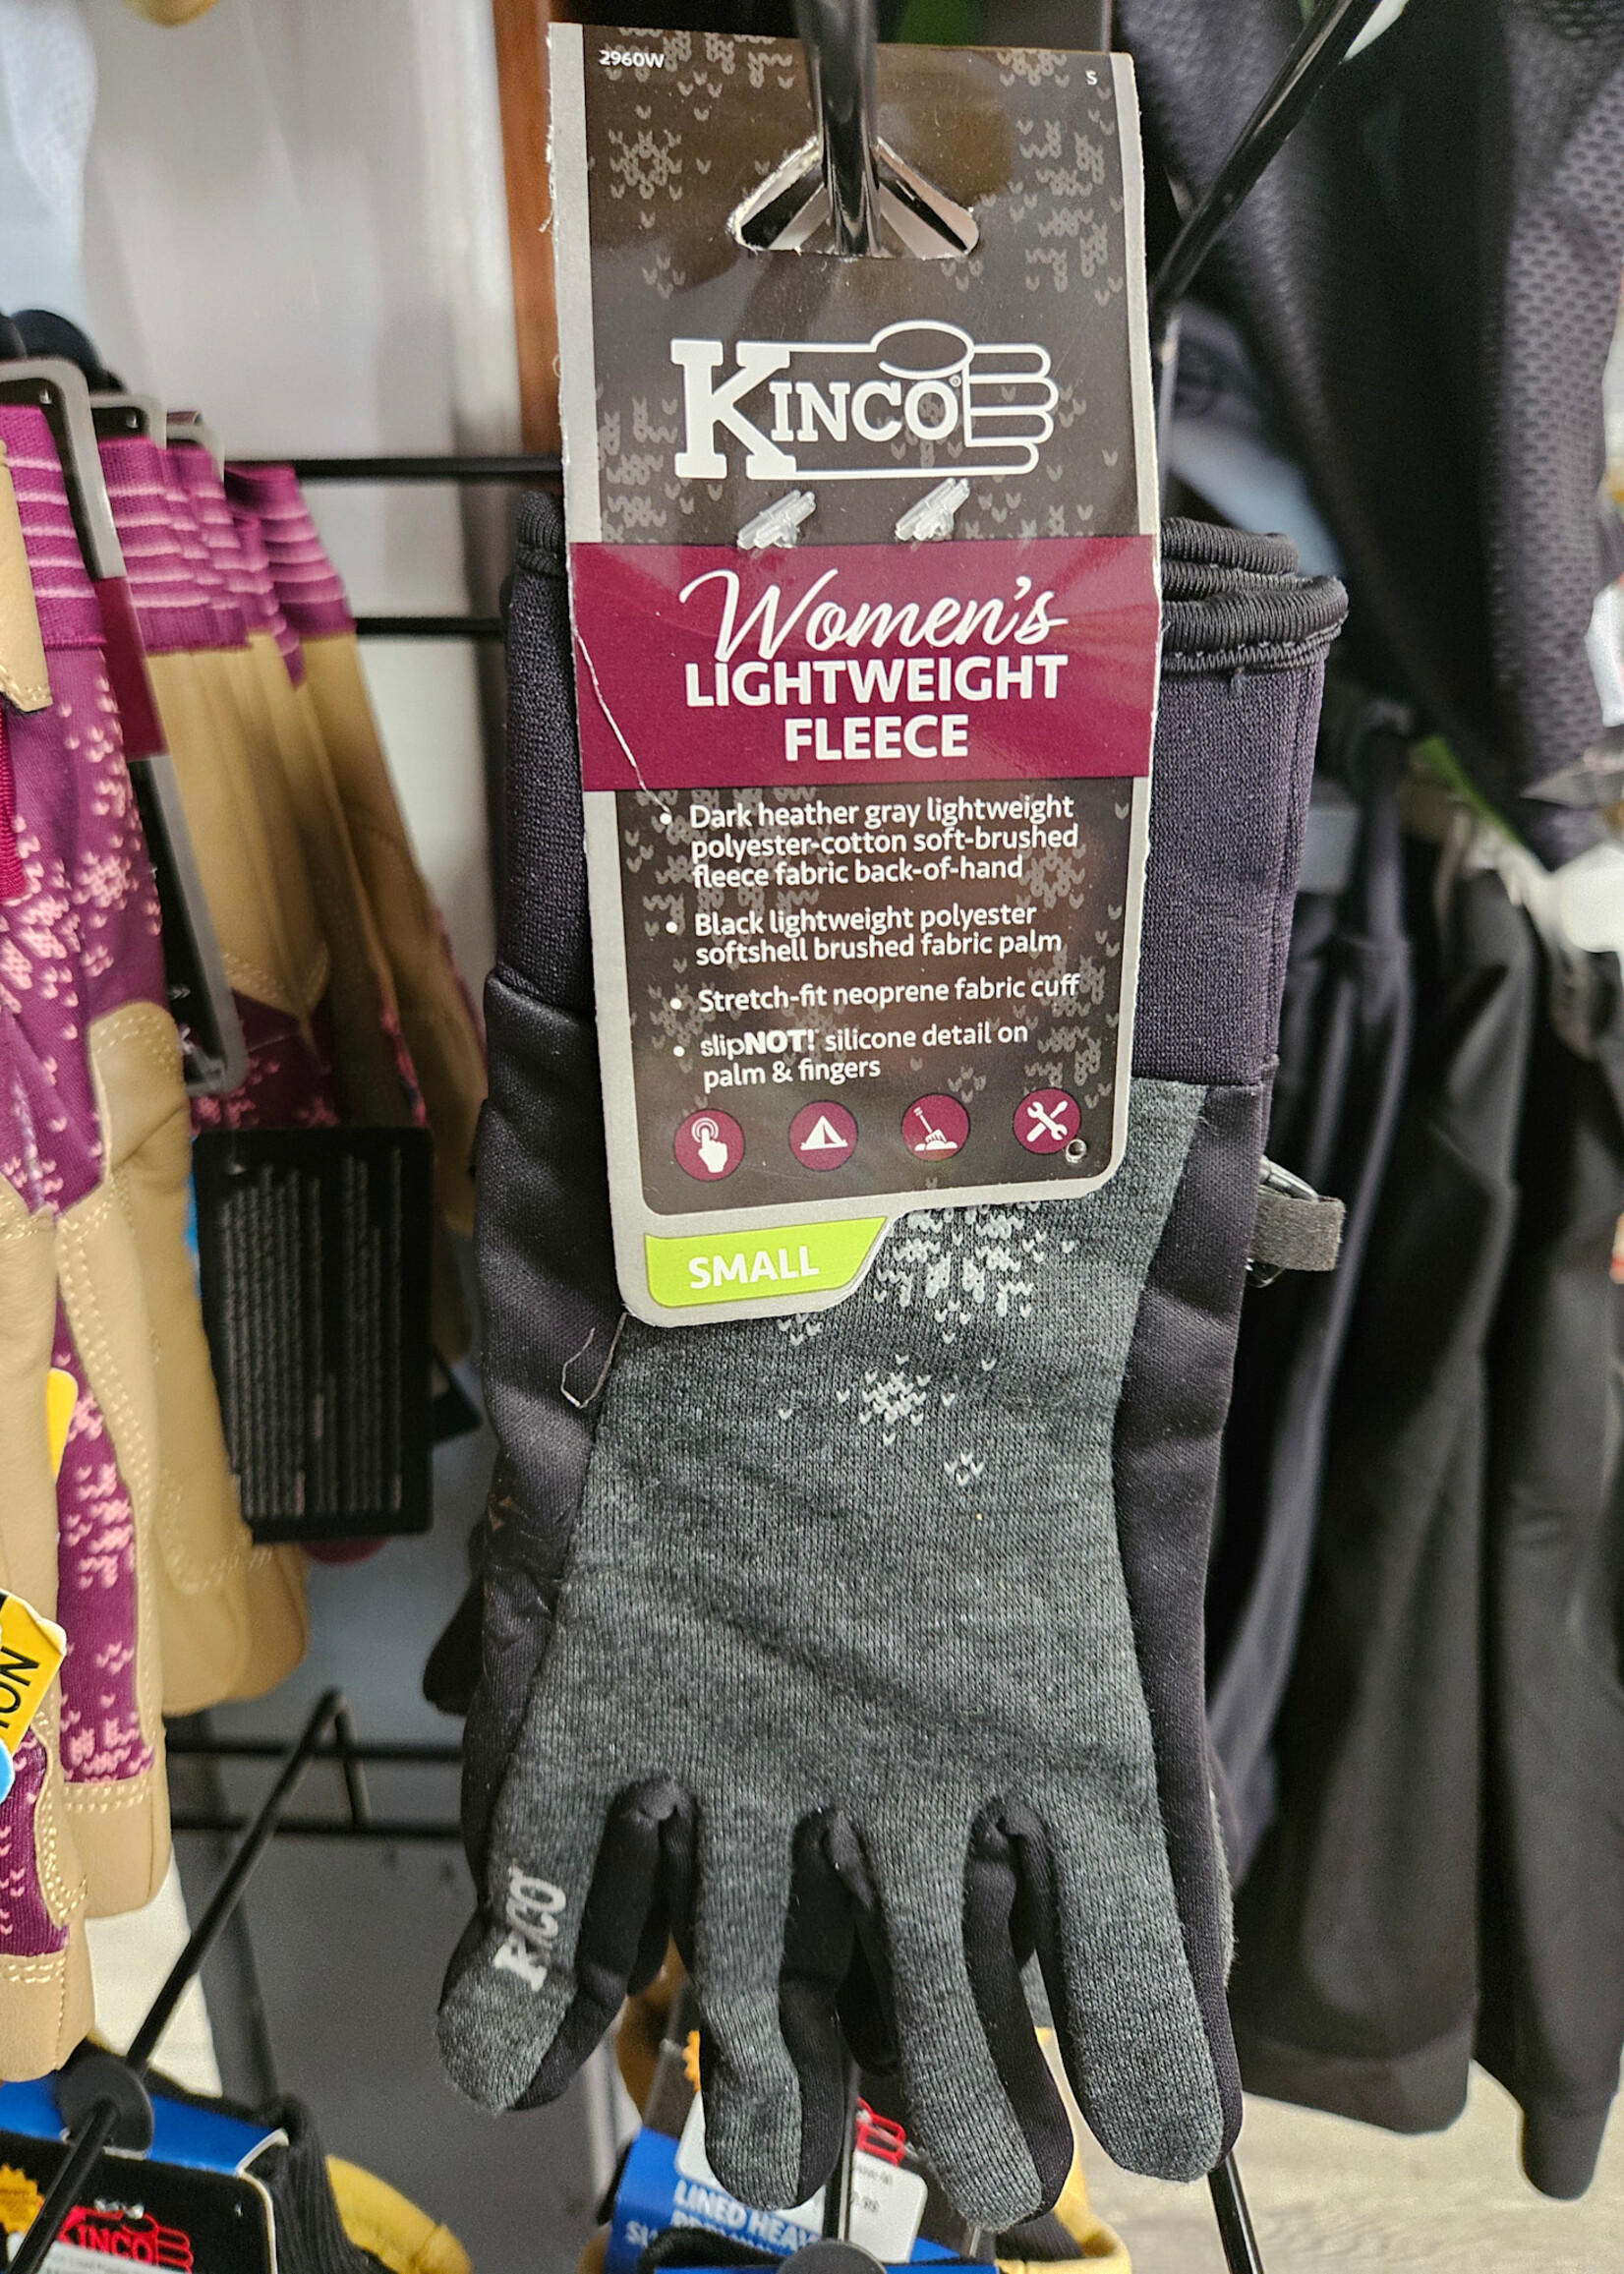 2960W
S
KINCO®
Women's
LIGHTWEIGHT
FLEECE
• Dark heather gray lightweight
polyester-cotton soft-brushed
fleece fabric back-of-hand
• Black lightweight polyester
softshell brushed fabric palm
• Stretch-fit neoprene fabric cuff
• slipNOT! silicone detail on
palm & fingers
SMALL
LINED HEAV
KINCO